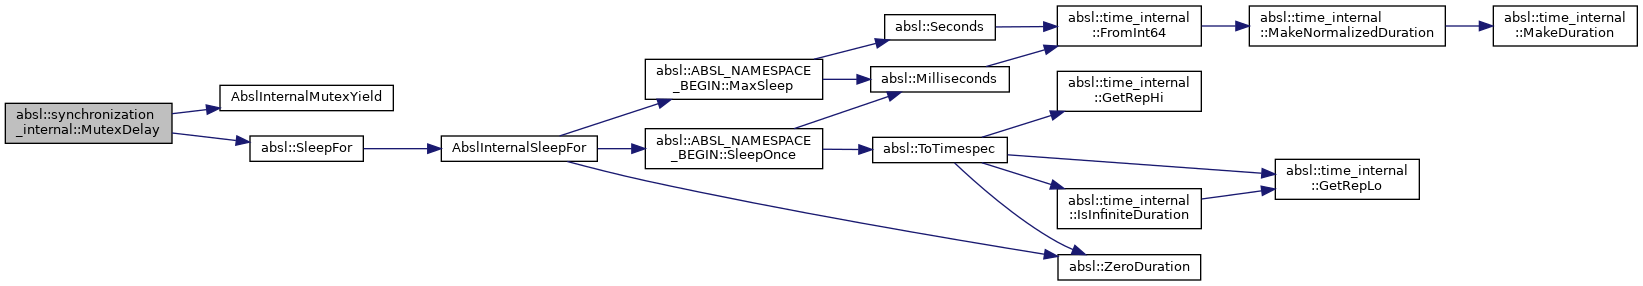 absl::synchronization
_internal::MutexDelay
AbslInternalMutexYield
absl::SleepFor
AbslInternalSleepFor
absl::ABSL_NAMESPACE
_BEGIN::MaxSleep
absl::ABSL_NAMESPACE
_BEGIN::SleepOnce
absl::Seconds
absl::Milliseconds
absl::ToTimespec
absl::time_internal
::FromInt64
absl::time_internal
::GetRepHi
absl::time_internal
::IsInfiniteDuration
absl::ZeroDuration
absl::time_internal
::MakeNormalizedDuration
absl::time_internal
::GetRepLo
absl::time_internal
::MakeDuration